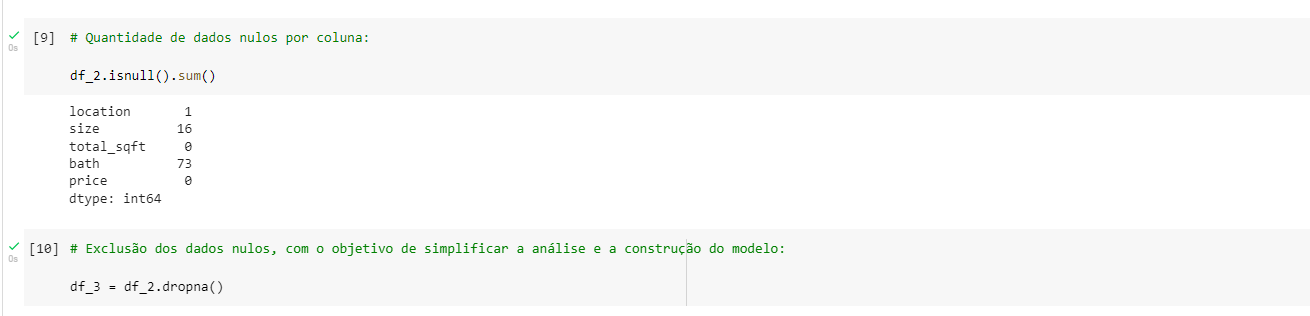 [9] # Quantidade de dados nulos por coluna:
0s
df_2.isnull().sum()
location 1
size 16
total_sqft 0
bath 73
price 0
dtype: int64
[10] # Exclusão dos dados nulos, com o objetivo de simplificar a análise e a construção do modelo:
0s
df_3 = df_2.dropna()